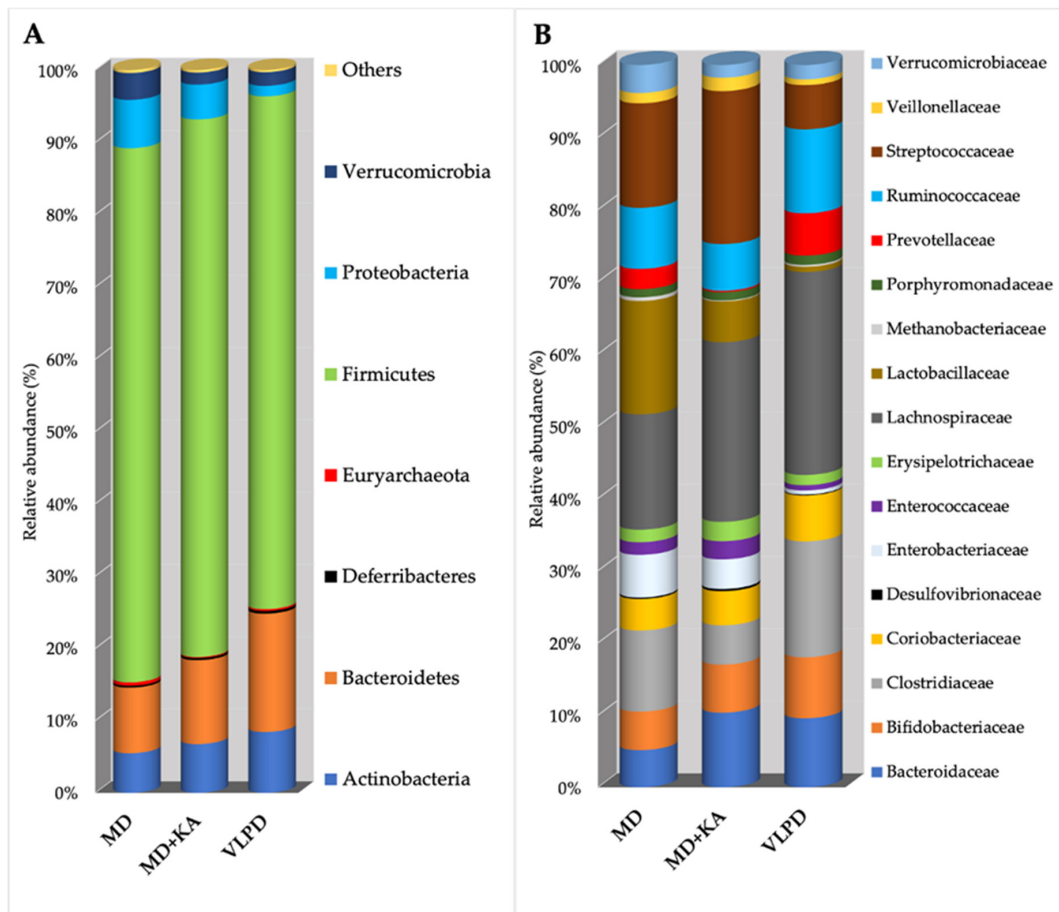 A
Relative abundance (%)
100%
90%
80%
70%
60%
50%
40%
30%
20%
10%
0%
MD
MD+KA
VLPD
Others
Verrucomicrobia
Proteobacteria
Firmicutes
Euryarchaeota
Deferribacteres
Bacteroidetes
Actinobacteria
B
Relative abundance (%)
100%
90%
80%
70%
60%
50%
40%
30%
20%
10%
0%
MD
MD+KA
VLPD
Verrucomicrobiaceae
Veillonellaceae
Streptococcaceae
Ruminococcaceae
Prevotellaceae
Porphyromonadaceae
Methanobacteriaceae
Lactobacillaceae
Lachnospiraceae
Erysipelotrichaceae
Enterococcaceae
Enterobacteriaceae
Desulfovibrionaceae
Coriobacteriaceae
Clostridiaceae
Bifidobacteriaceae
Bacteroidaceae